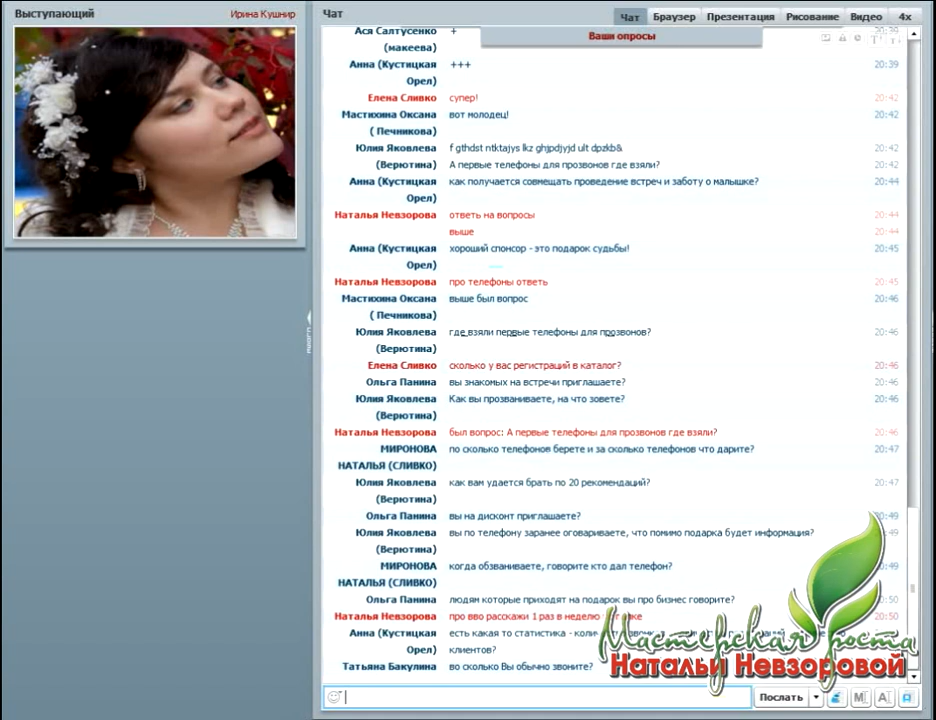 Выступающий Ирина Кушнир
Чат Чат Браузер Презентация Рисование Видео 4x
Ваши опросы
Ася Салтусенко + 20:39
(макеева)
Анна (Кустицкая +++ 20:39
Орел)
Елена Сливко супер! 20:42
Мастихина Оксана вот молодец! 20:42
( Печникова)
Юлия Яковлева f gthdst ntktajys lkz ghjpdjyjd ult dpzkb& 20:42
(Верютина) А первые телефоны для прозвонов где взяли? 20:42
Анна (Кустицкая как получается совмещать проведение встреч и заботу о малышке? 20:44
Орел)
Наталья Невзорова ответь на вопросы 20:44
выше 20:44
Анна (Кустицкая хороший спонсор - это подарок судьбы! 20:45
Орел)
Наталья Невзорова про телефоны ответь 20:45
Мастихина Оксана выше был вопрос 20:46
( Печникова)
Юлия Яковлева где взяли первые телефоны для прозвонов? 20:46
(Верютина)
Елена Сливко сколько у вас регистраций в каталог? 20:46
Ольга Панина вы знакомых на встречи приглашаете? 20:46
Юлия Яковлева Как вы прозваниваете, на что зовете? 20:46
(Верютина)
Наталья Невзорова был вопрос: А первые телефоны для прозвонов где взяли? 20:46
МИРОНОВА по сколько телефонов берете и за сколько телефонов что дарите? 20:47
НАТАЛЬЯ (СЛИВКО)
Юлия Яковлева как вам удается брать по 20 рекомендаций? 20:47
(Верютина)
Ольга Панина вы на дисконт приглашаете? 20:49
Юлия Яковлева вы по телефону заранее оговариваете, что помимо подарка будет информация? :49
(Верютина)
МИРОНОВА когда обзваниваете, говорите кто дал телефон? :49
НАТАЛЬЯ (СЛИВКО)
Ольга Панина людям которые приходят на подарок вы про бизнес говорите? :50
Наталья Невзорова про вво расскажи 1 раз в неделю 20:50
Анна (Кустицкая есть какая то статистика -
Орел) клиентов?
Татьяна Бакулина во сколько Вы обычно звоните?
Мастерская роста
Натальи Невзоровой
Послать